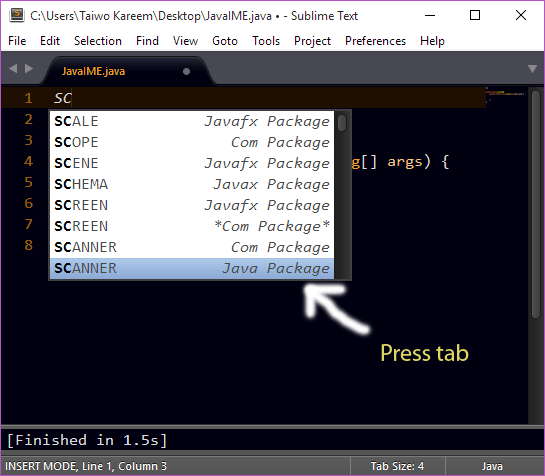 C:\Users\Taiwo Kareem\Desktop\JavaIME.java • - Sublime Text
File Edit Selection Find View Goto Tools Project Preferences Help
JavaIME.java
1 SC
2 SCALE Javafx Package
3 SCOPE Com Package
4 SCENE Javafx Package g[] args) {
5 SCHEMA Javax Package
6 SCREEN Javafx Package
7 SCREEN *Com Package*
8 SCANNER Com Package
SCANNER Java Package
Press tab
[Finished in 1.5s]
INSERT MODE, Line 1, Column 3 Tab Size: 4 Java